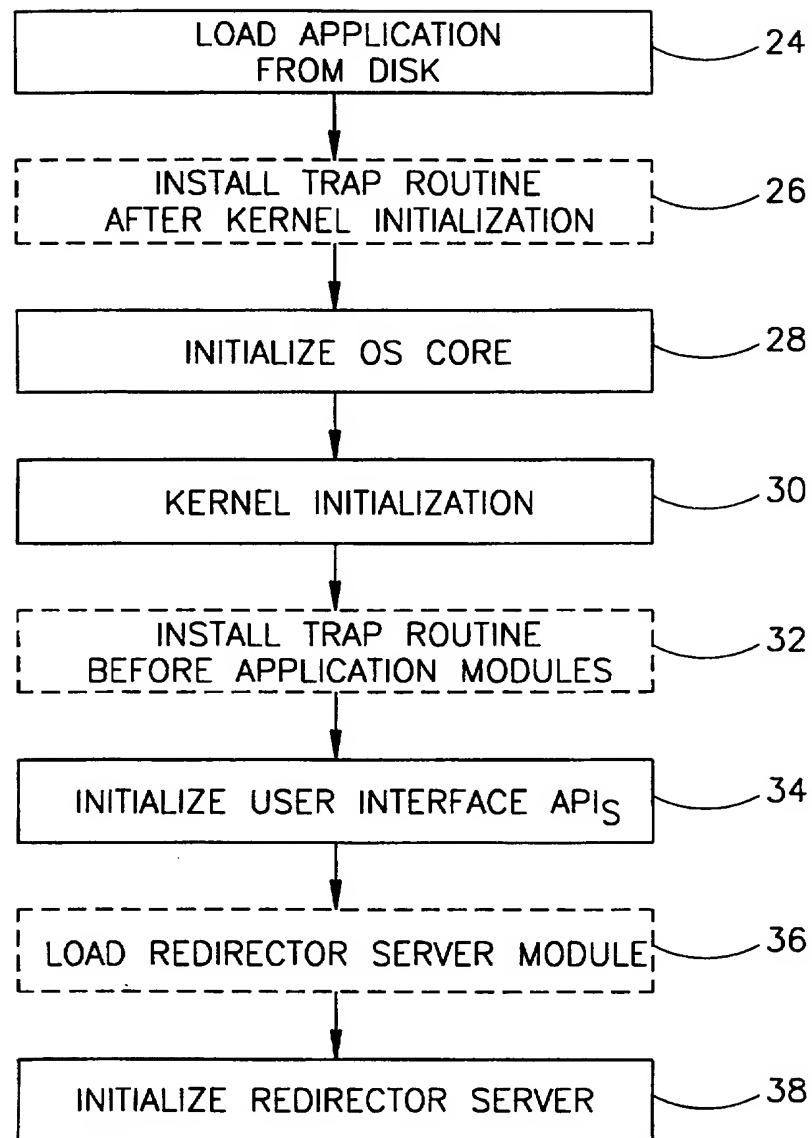 LOAD APPLICATION
FROM DISK
24
INSTALL TRAP ROUTINE
AFTER KERNEL INITIALIZATION
26
INITIALIZE OS CORE
28
KERNEL INITIALIZATION
30
INSTALL TRAP ROUTINE
BEFORE APPLICATION MODULES
32
INITIALIZE USER INTERFACE APIS
34
LOAD REDIRECTOR SERVER MODULE
36
INITIALIZE REDIRECTOR SERVER
38